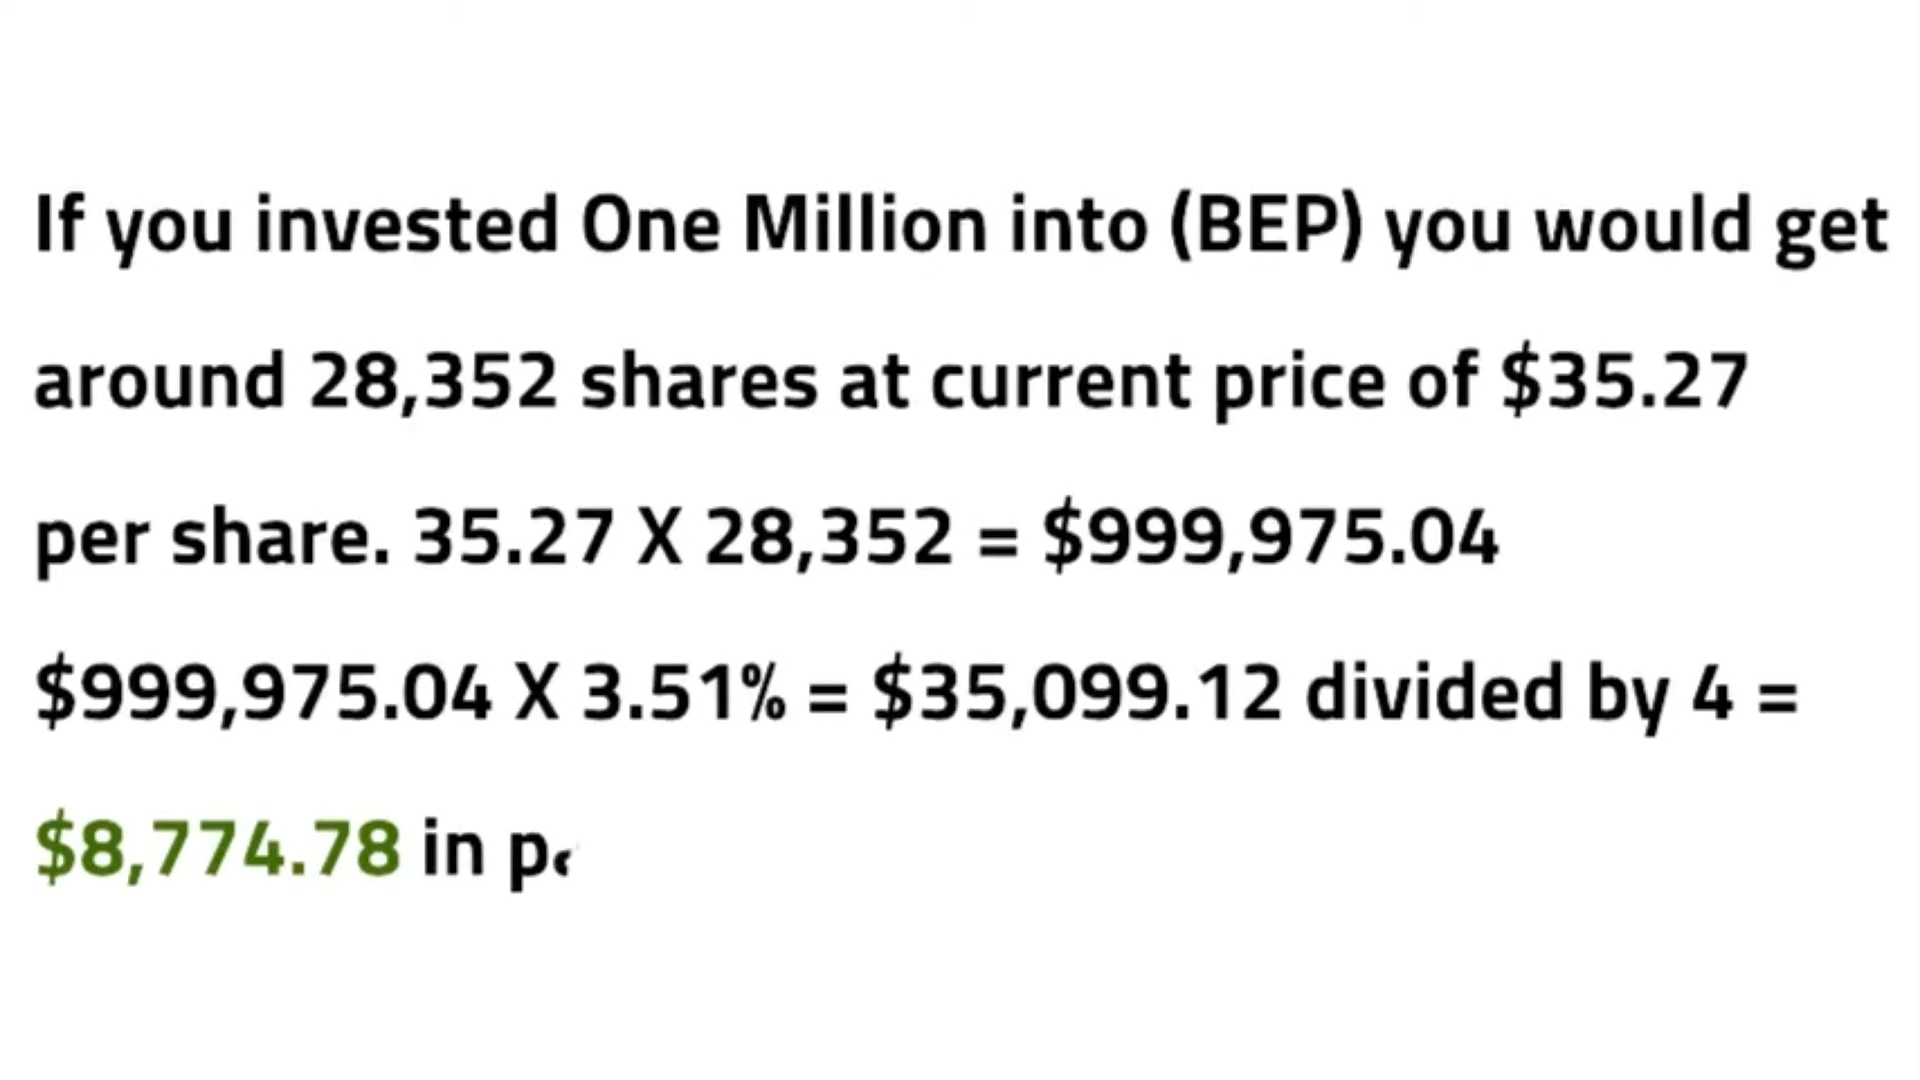 If you invested One Million into (BEP) you would get
around 28,352 shares at current price of $35.27
per share. 35.27 X 28,352 = $999,975.04
$999,975.04 X 3.51% = $35,099.12 divided by 4 =
$8,774.78 in